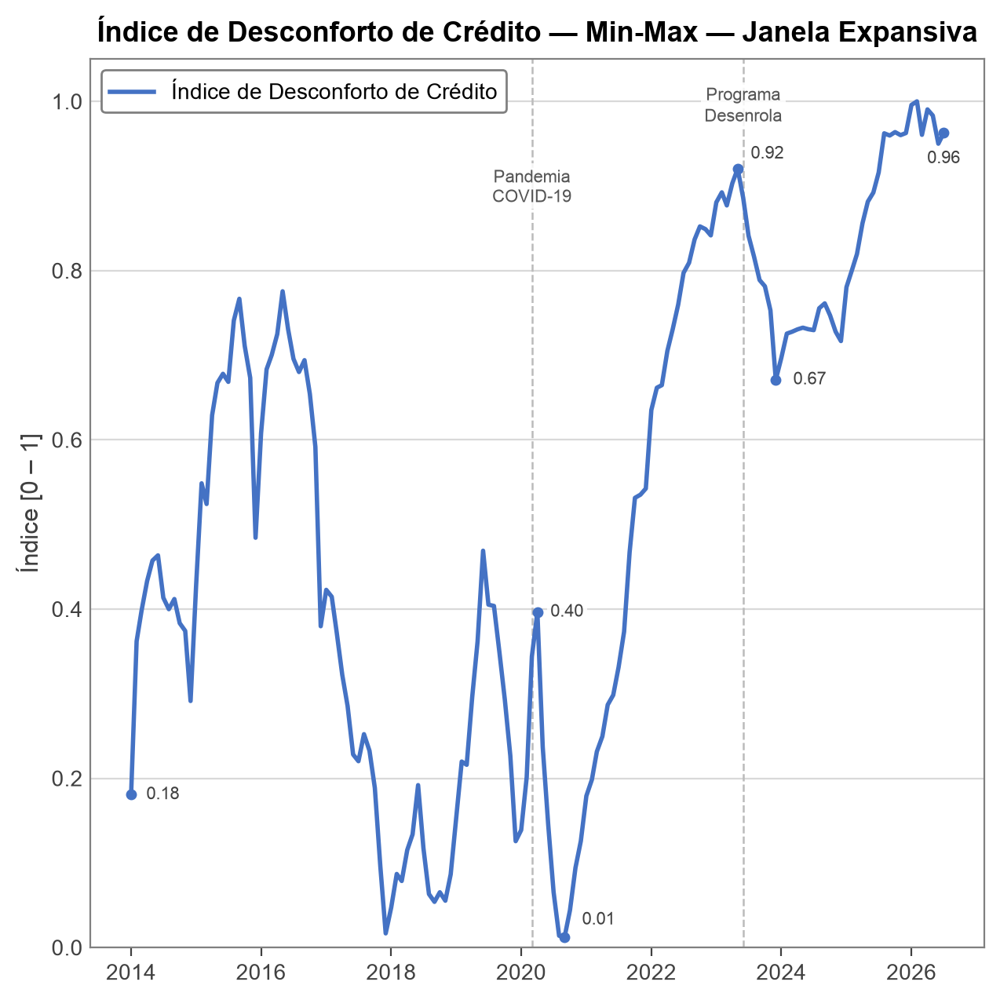 Índice de Desconforto de Crédito — Min-Max — Janela Expansiva
Índice de Desconforto de Crédito
Programa
Desenrola
Pandemia
COVID-19
0.92
0.96
0.67
0.40
0.18
0.01
Índice [0 – 1]
1.0
0.8
0.6
0.4
0.2
0.0
2014
2016
2018
2020
2022
2024
2026